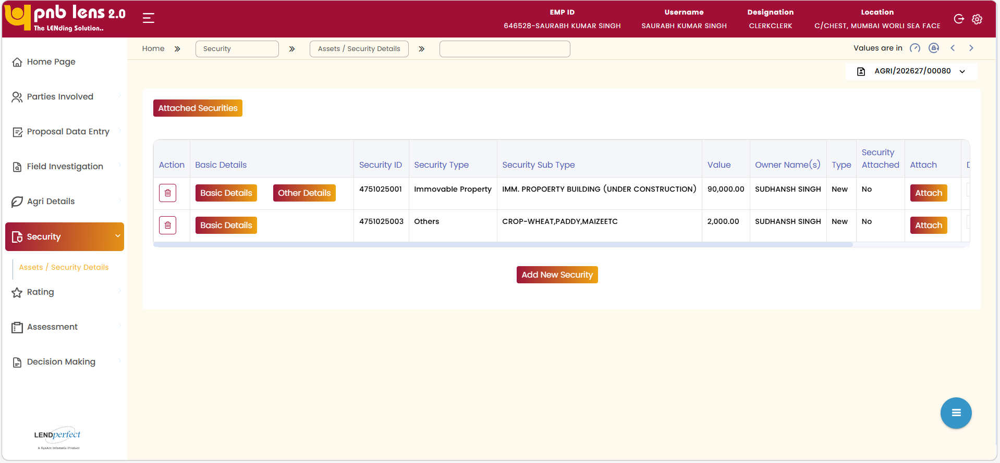 pnb lens 2.0
The LENding Solution..
EMP ID
646528-SAURABH KUMAR SINGH
Username
SAURABH KUMAR SINGH
Designation
CLERKCLERK
Location
C/CHEST, MUMBAI WORLI SEA FACE
Home
Security
Assets / Security Details
Values are in
AGRI/202627/00080
Home Page
Parties Involved
Proposal Data Entry
Field Investigation
Agri Details
Security
Assets / Security Details
Rating
Assessment
Decision Making
LENDperfect
A SysArc Infomatix Product
Attached Securities
Action Basic Details Security ID Security Type Security Sub Type Value Owner Name(s) Type Security Attached Attach
Basic Details Other Details 4751025001 Immovable Property IMM. PROPOERTY BUILDING (UNDER CONSTRUCTION) 90,000.00 SUDHANSH SINGH New No Attach
Basic Details 4751025003 Others CROP-WHEAT,PADDY,MAIZEETC 2,000.00 SUDHANSH SINGH New No Attach
Add New Security